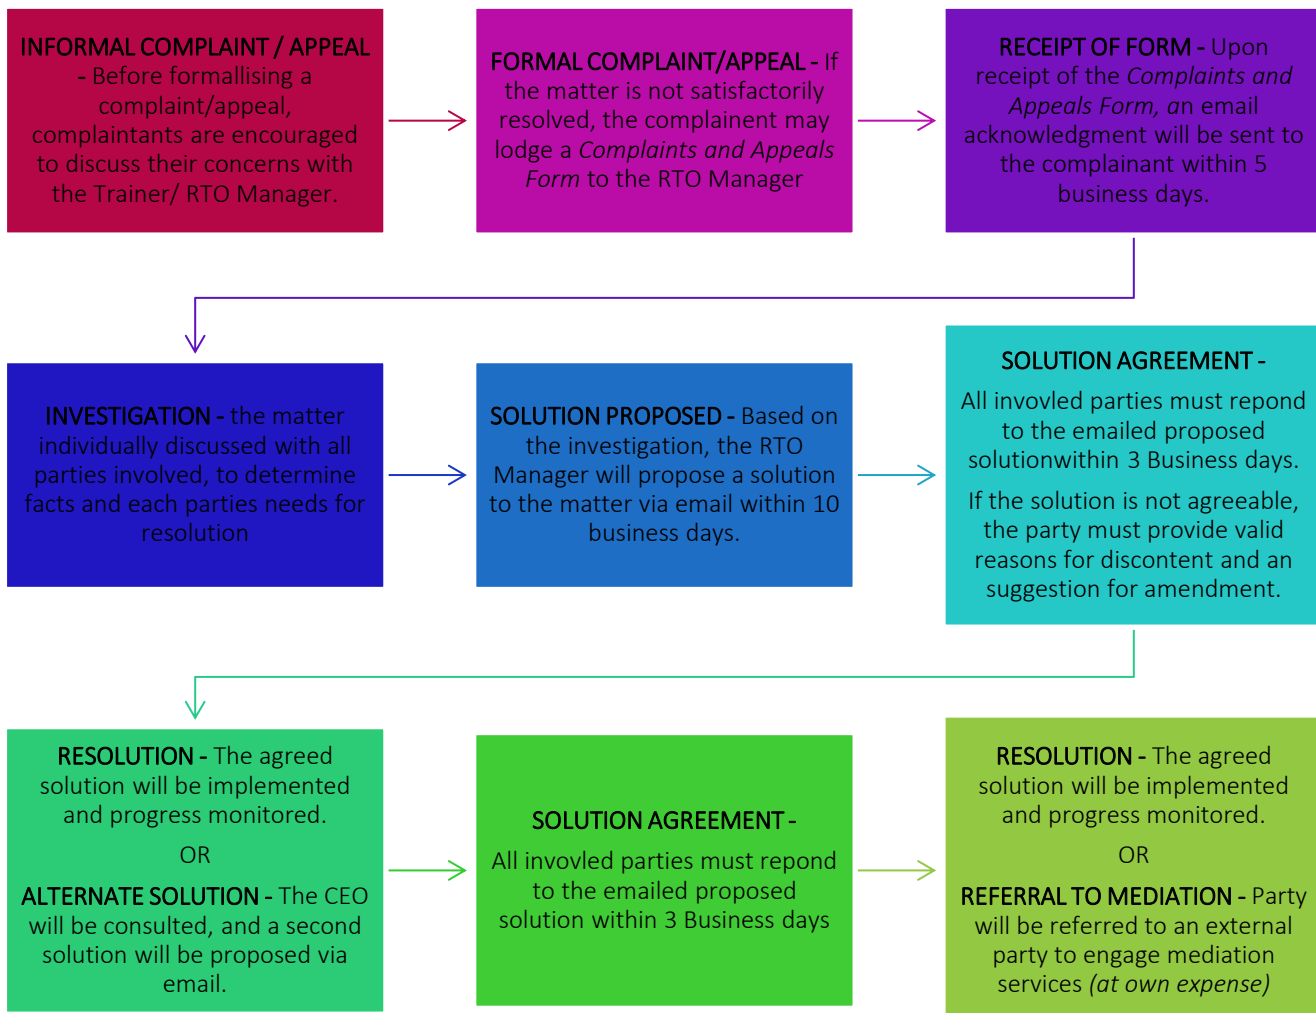 INFORMAL COMPLAINT / APPEAL
- Before formallising a
complaint/appeal,
complaintants are encouraged
to discuss their concerns with
the Trainer/ RTO Manager.
FORMAL COMPLAINT/APPEAL - If
the matter is not satisfactorily
resolved, the complainent may
lodge a Complaints and Appeals
Form to the RTO Manager
RECEIPT OF FORM - Upon
receipt of the Complaints and
Appeals Form, an email
acknowledgment will be sent to
the complainant within 5
business days.
INVESTIGATION - the matter
individually discussed with all
parties involved, to determine
facts and each parties needs for
resolution
SOLUTION PROPOSED - Based on
the investigation, the RTO
Manager will propose a solution
to the matter via email within 10
business days.
SOLUTION AGREEMENT -
All invovled parties must repond
to the emailed proposed
solutionwithin 3 Business days.
If the solution is not agreeable,
the party must provide valid
reasons for discontent and an
suggestion for amendment.
RESOLUTION - The agreed
solution will be implemented
and progress monitored.
OR
ALTERNATE SOLUTION - The CEO
will be consulted, and a second
solution will be proposed via
email.
SOLUTION AGREEMENT -
All invovled parties must repond
to the emailed proposed
solution within 3 Business days
RESOLUTION - The agreed
solution will be implemented
and progress monitored.
OR
REFERRAL TO MEDIATION - Party
will be referred to an external
party to engage mediation
services (at own expense)